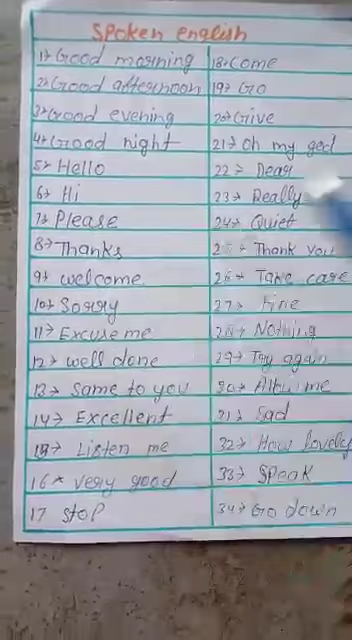 Spoken english
1→ Good morning
2→ Good afternoon
3→ Good evening
4→ Good night
5→ Hello
6→ Hi
7→ Please
8→ Thanks
9→ welcome
10→ Sorry
11→ Excuse me
12→ well done
13→ Same to you
14→ Excellent
15→ Listen me
16→ very good
17 Stop
18→ Come
19→ Go
20→ Give
21→ Oh my god
22→ Dear
23→ Really
24→ Quiet
25→ Thank you
26→ Take care
27→ Fine
28→ Nothing
29→ Try again
30→ Allow me
31→ Sad
32→ How lovely
33→ Speak
34→ Go down